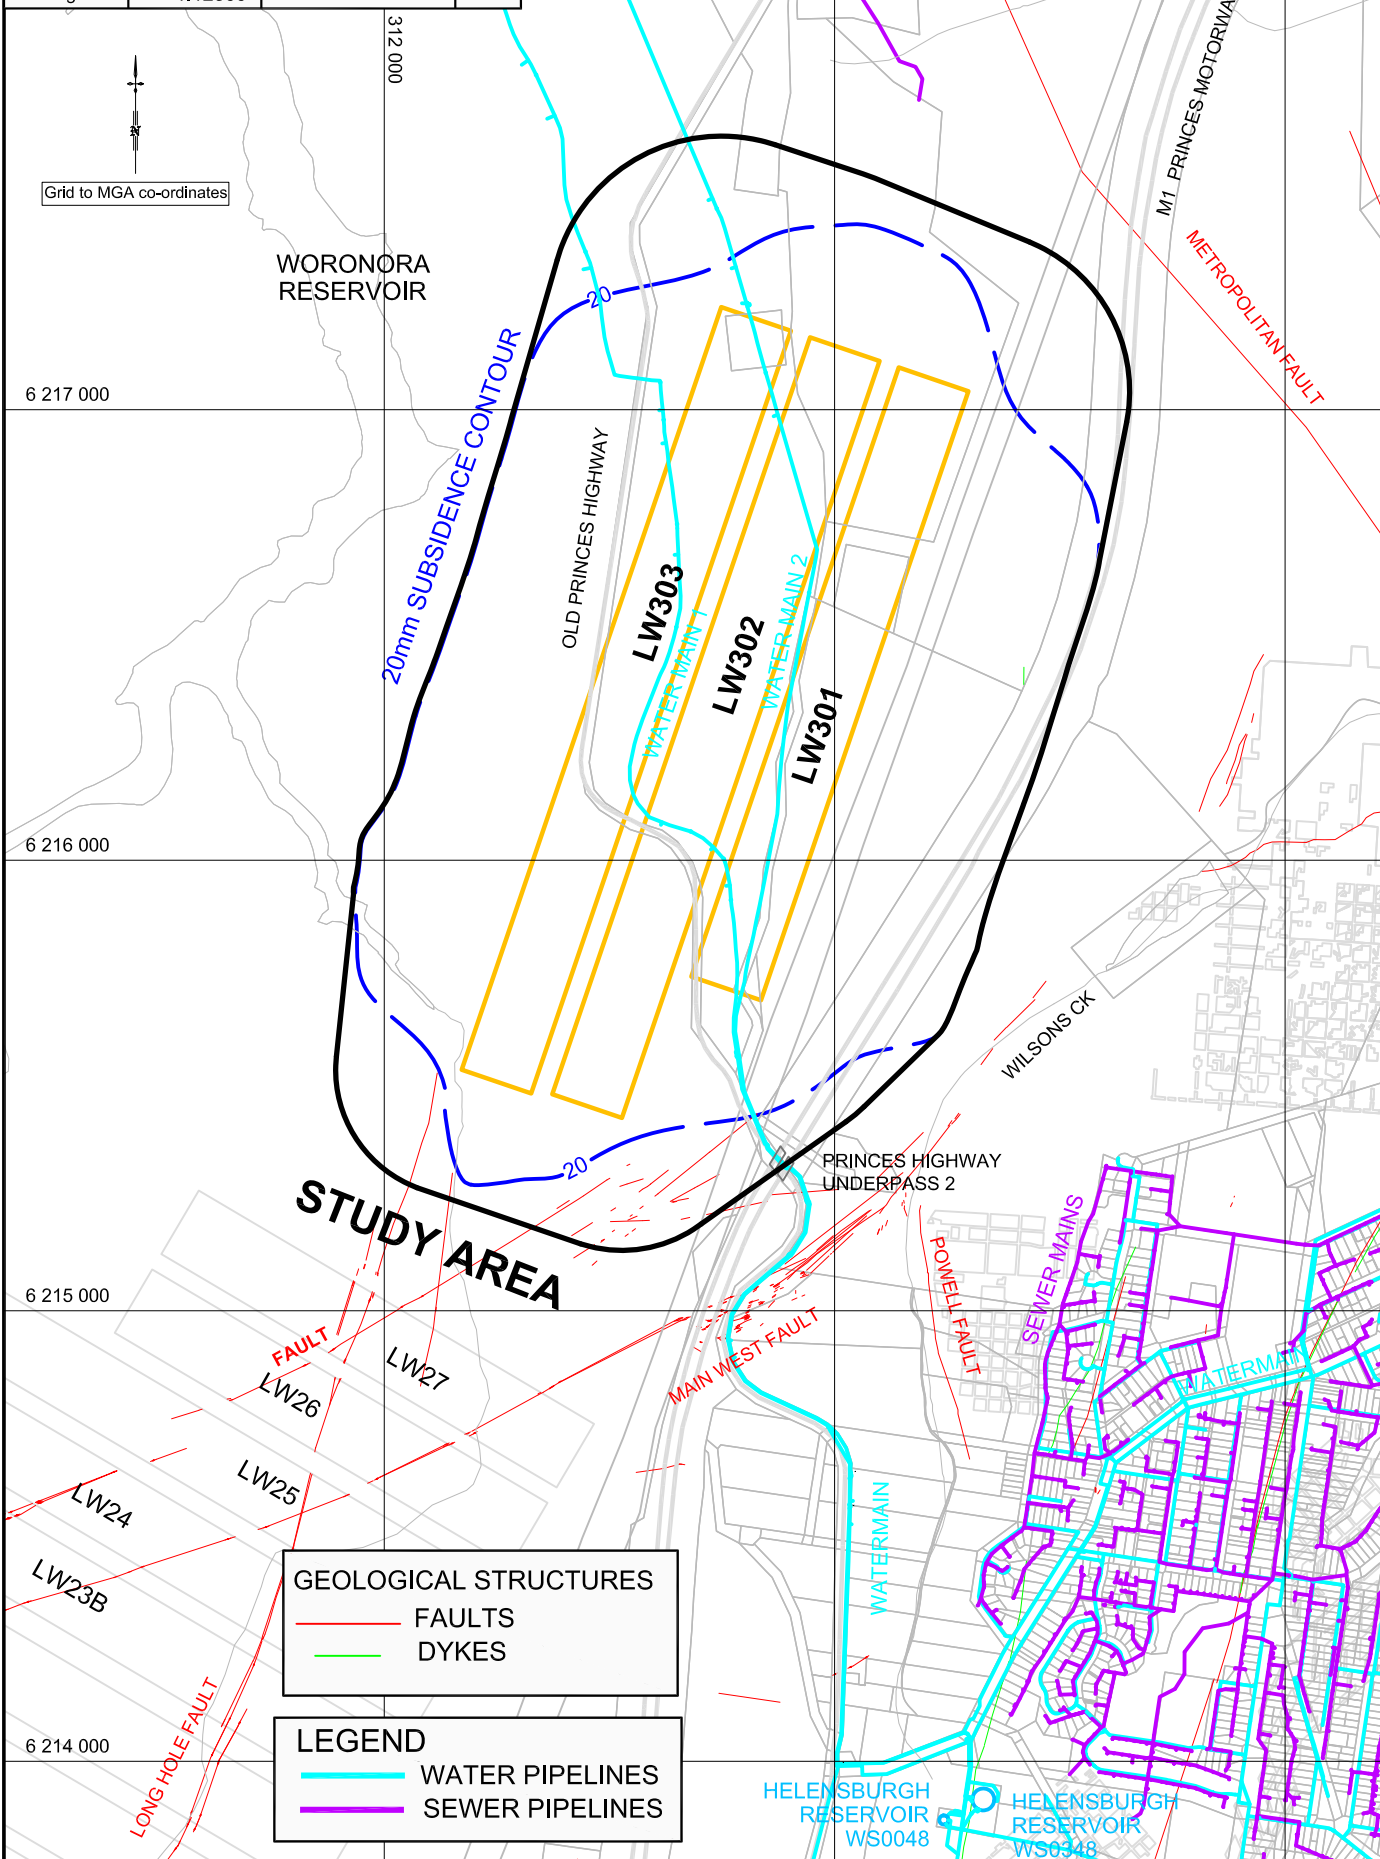 312 000
M1 PRINCES MOTORWA
N
Grid to MGA co-ordinates
WORONORA
RESERVOIR
METROPOLITAN FAULT
20
20mm SUBSIDENCE CONTOUR
6 217 000
OLD PRINCES HIGHWAY
LW303
WATER MAIN 1
LW302
WATER MAIN 2
LW301
6 216 000
WILSONS CK
PRINCES HIGHWAY
UNDERPASS 2
20
STUDY AREA
SEWER MAINS
POWELL FAULT
6 215 000
FAULT
LW27
LW26
MAIN WEST FAULT
WATERMAIN
LW25
LW24
WATERMAIN
LW23B
GEOLOGICAL STRUCTURES
FAULTS
DYKES
LONG HOLE FAULT
LEGEND
WATER PIPELINES
SEWER PIPELINES
6 214 000
HELENSBURGH
RESERVOIR
WS0048
HELENSBURGH
RESERVOIR
WS0348